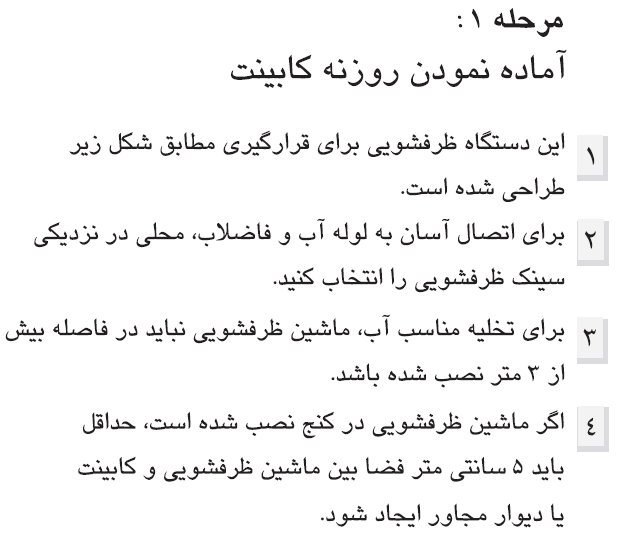 مرحله ۱ :
آماده نمودن روزنه کابینت
۱ این دستگاه ظرفشویی برای قرارگیری مطابق شکل زیر
طراحی شده است.
۲ برای اتصال آسان به لوله آب و فاضلاب، محلی در نزدیکی
سینک ظرفشویی را انتخاب کنید.
۳ برای تخلیه مناسب آب، ماشین ظرفشویی نباید در فاصله بیش
از ۳ متر نصب شده باشد.
٤ اگر ماشین ظرفشویی در کنج نصب شده است، حداقل
باید ۵ سانتی متر فضا بین ماشین ظرفشویی و کابینت
یا دیوار مجاور ایجاد شود.